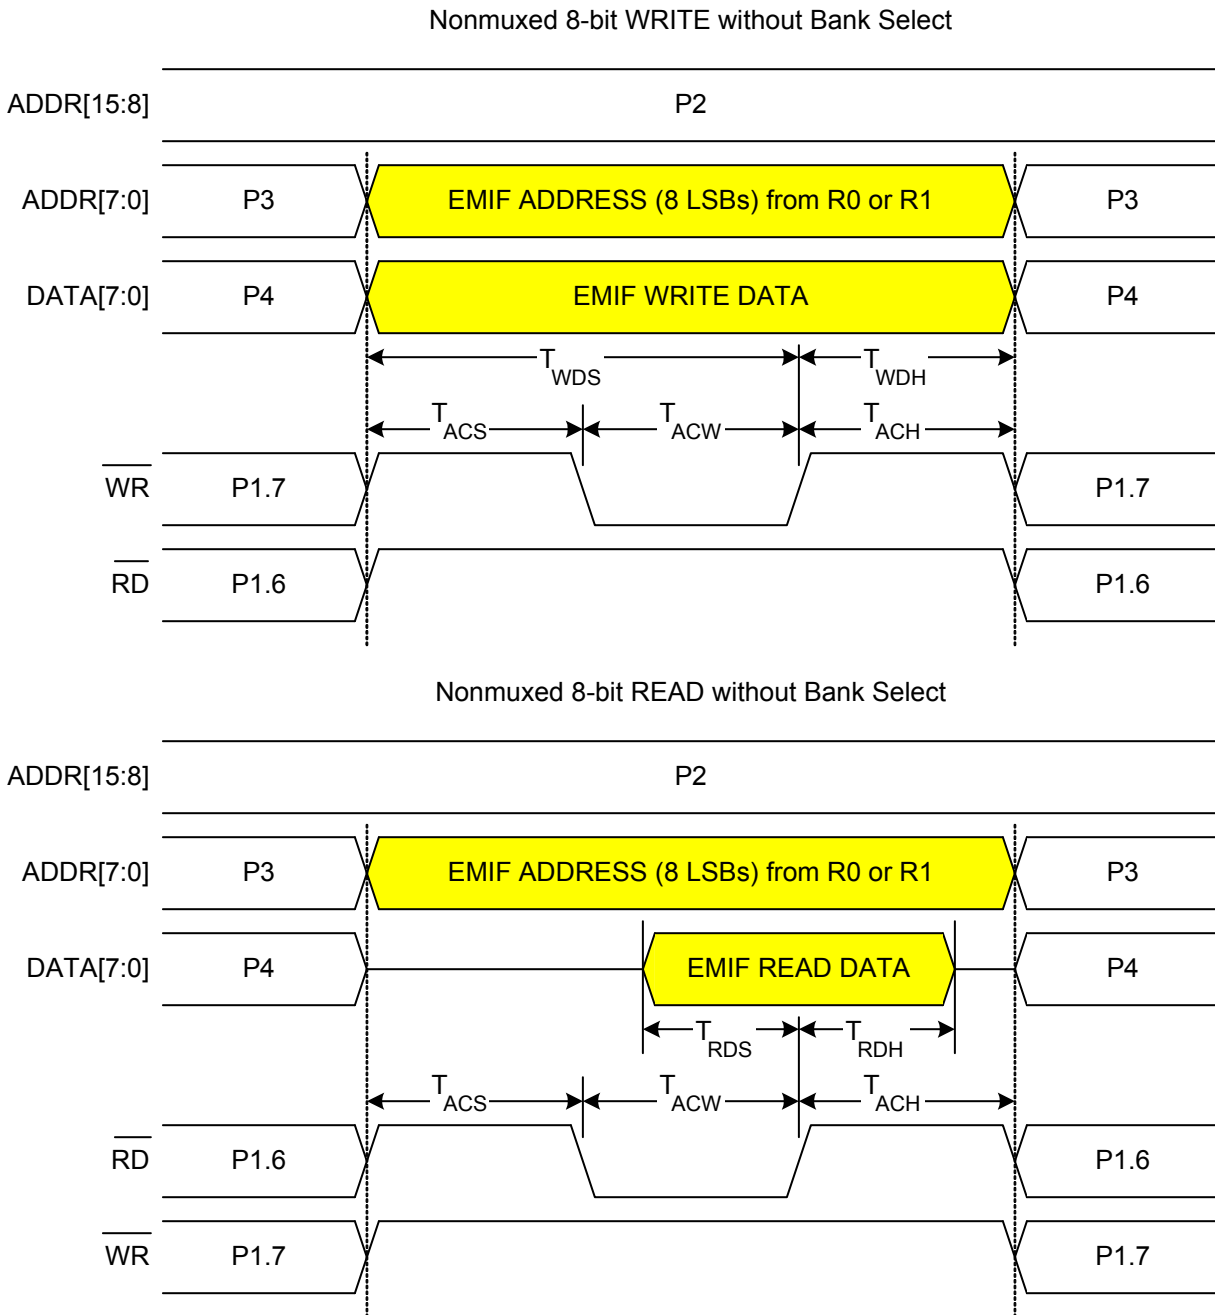 Nonmuxed 8-bit WRITE without Bank Select
ADDR[15:8] P2
ADDR[7:0] P3 EMIF ADDRESS (8 LSBs) from R0 or R1 P3
DATA[7:0] P4 EMIF WRITE DATA P4
TWDS TWDH
TACS TACW TACH
WR P1.7 P1.7
RD P1.6 P1.6
Nonmuxed 8-bit READ without Bank Select
ADDR[15:8] P2
ADDR[7:0] P3 EMIF ADDRESS (8 LSBs) from R0 or R1 P3
DATA[7:0] P4 EMIF READ DATA P4
TRDS TRDH
TACS TACW TACH
RD P1.6 P1.6
WR P1.7 P1.7